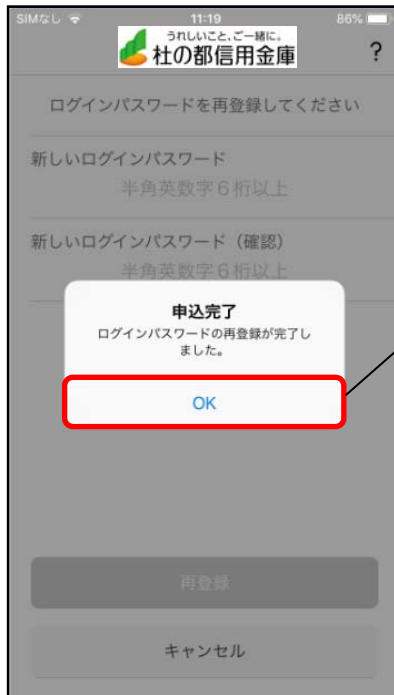 SIMなし 11:19 86%
うれしいこと、ご一緒に。
杜の都信用金庫 ?
ログインパスワードを再登録してください
新しいログインパスワード
半角英数字6桁以上
新しいログインパスワード（確認）
半角英数字6桁以上
申込完了
ログインパスワードの再登録が完了し
ました。
OK
再登録
キャンセル